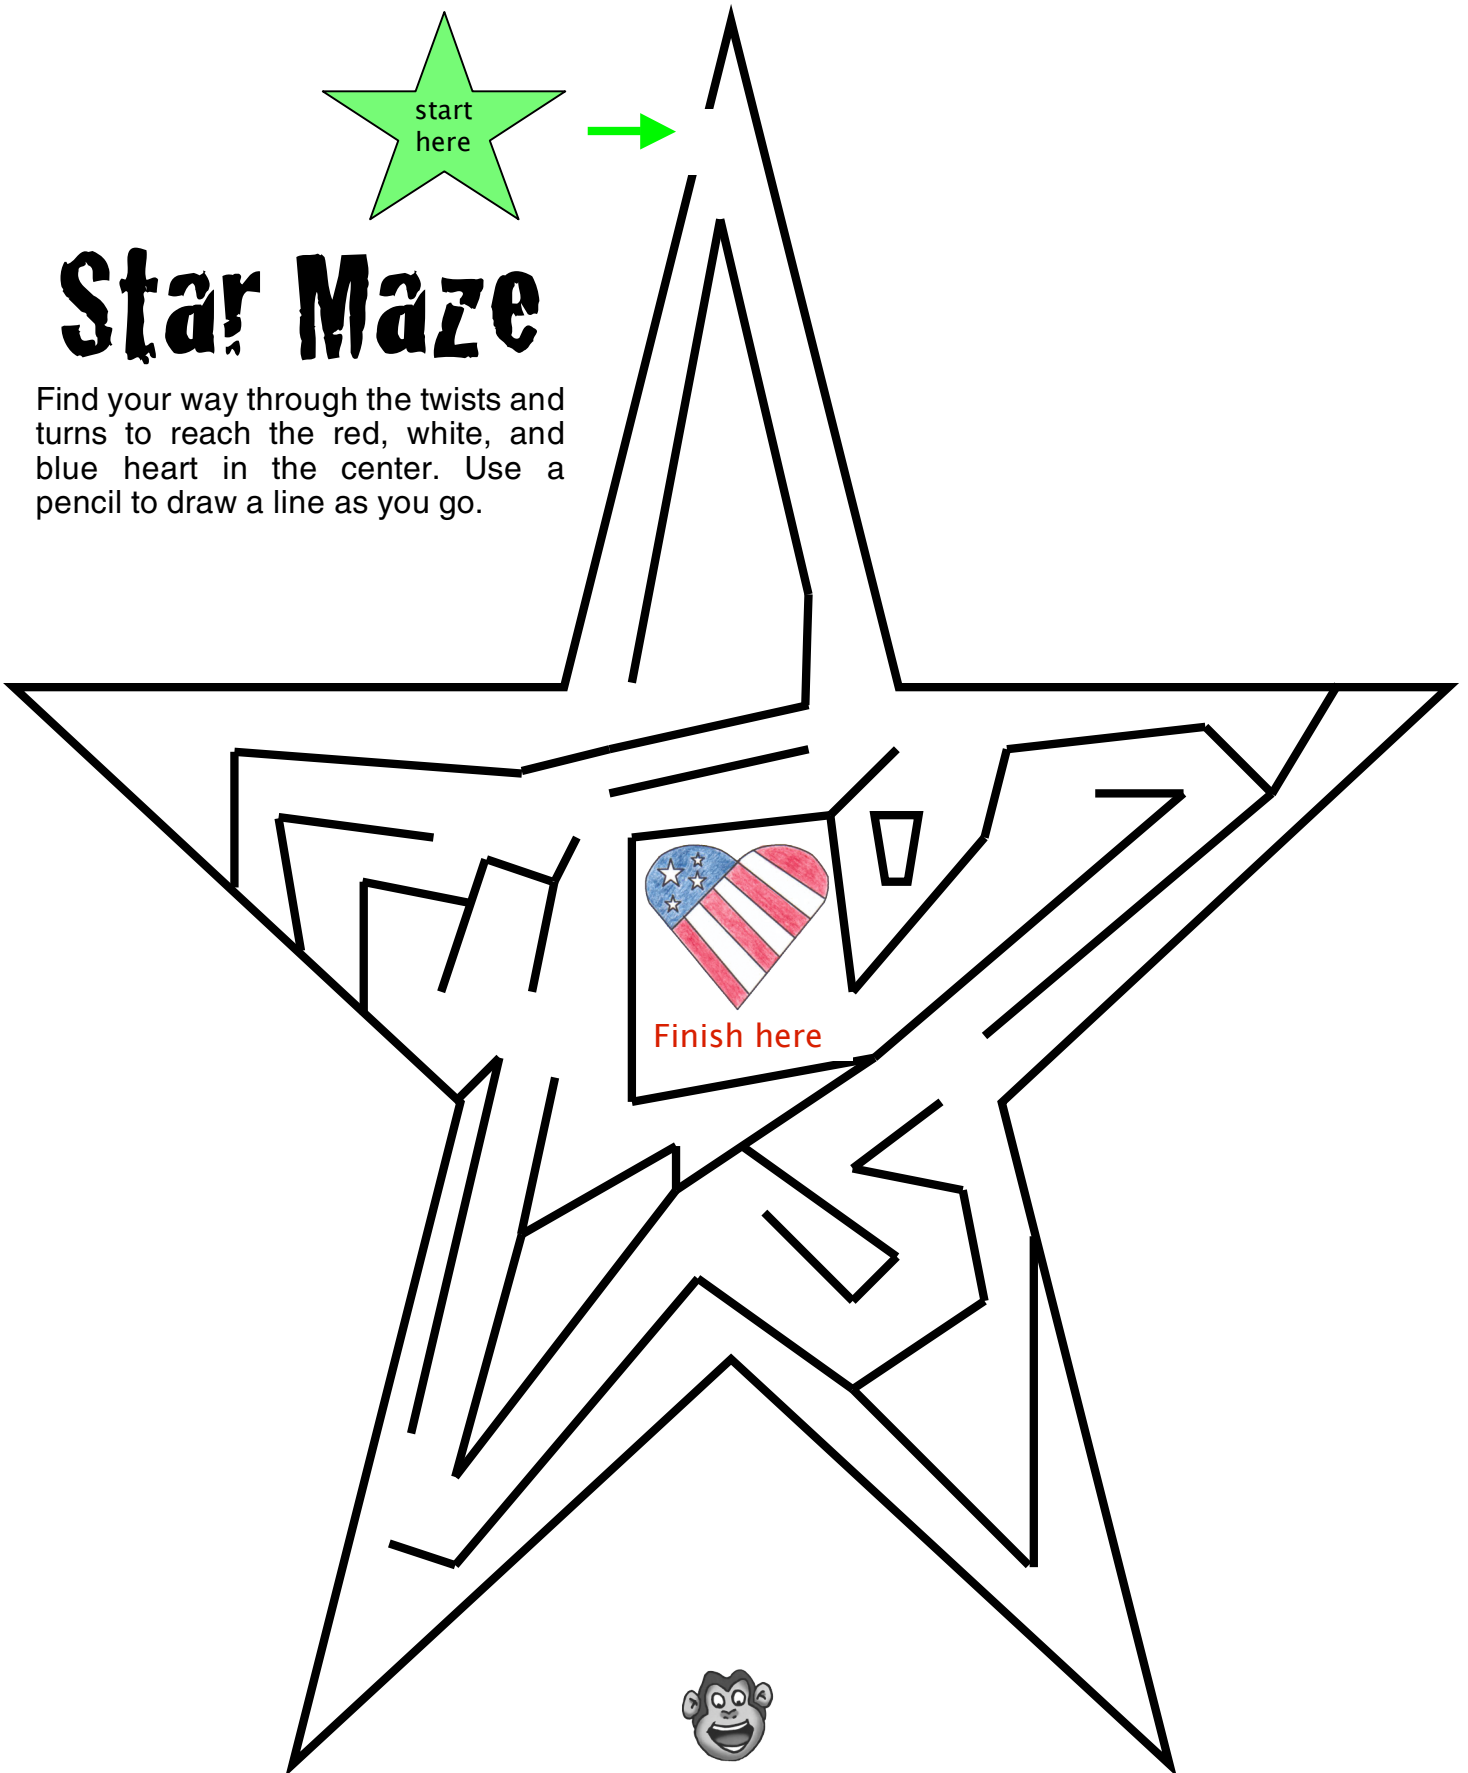 start
here
Star Maze
Find your way through the twists and
turns to reach the red, white, and
blue heart in the center. Use a
pencil to draw a line as you go.
Finish here